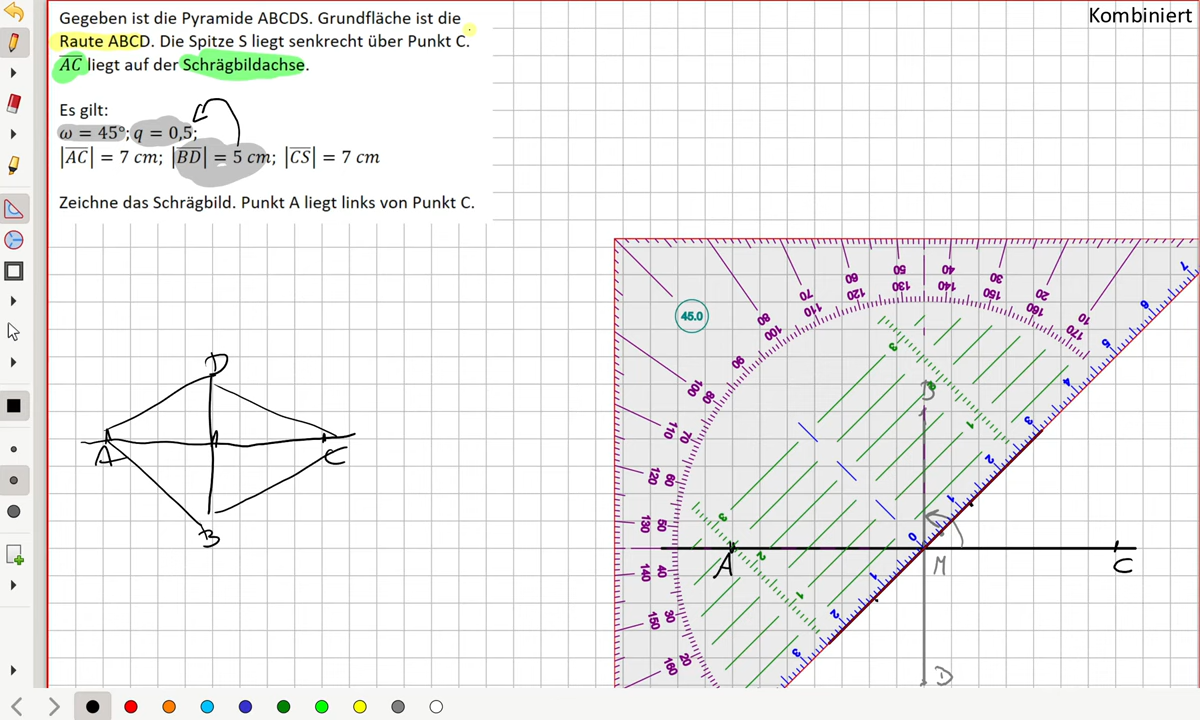 Kombiniert
Gegeben ist die Pyramide ABCDS. Grundfläche ist die
Raute ABCD. Die Spitze S liegt senkrecht über Punkt C.
AC liegt auf der Schrägbildachse.
Es gilt:
ω = 45°; q = 0,5;
|AC| = 7 cm; |BD| = 5 cm; |CS| = 7 cm
Zeichne das Schrägbild. Punkt A liegt links von Punkt C.
45.0
D
A
C
B
A
M
C
D